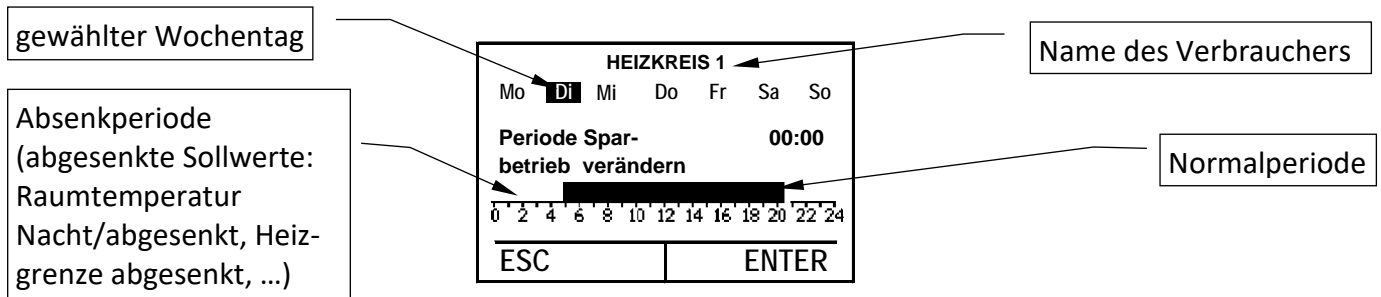 gewählter Wochentag
Absenkperiode
(abgesenkte Sollwerte:
Raumtemperatur
Nacht/abgesenkt, Heiz-
grenze abgesenkt, …)
HEIZKREIS 1
Mo Di Mi Do Fr Sa So
Periode Spar- 00:00
betrieb verändern
0 2 4 6 8 10 12 14 16 18 20 22 24
ESC ENTER
Name des Verbrauchers
Normalperiode